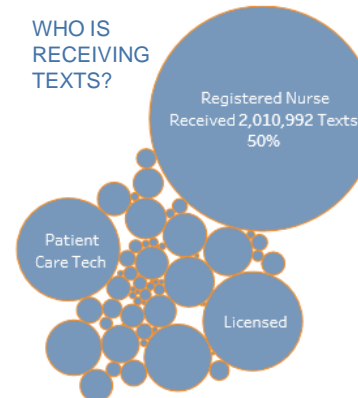 WHO IS
RECEIVING
TEXTS?
Registered Nurse
Received 2,010,992 Texts
50%
Patient
Care Tech
Licensed